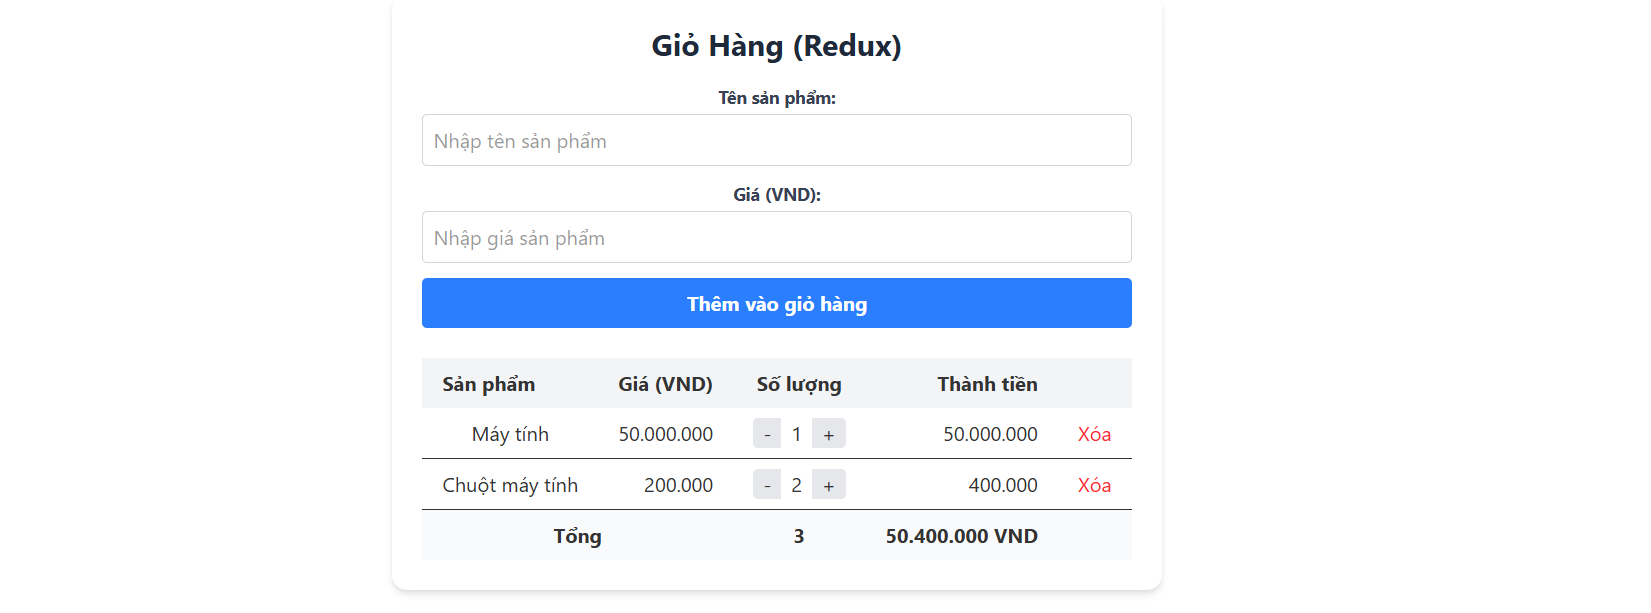 Giỏ Hàng (Redux)
Tên sản phẩm:
Nhập tên sản phẩm
Giá (VND):
Nhập giá sản phẩm
Thêm vào giỏ hàng
Sản phẩm Giá (VND) Số lượng Thành tiền
Máy tính 50.000.000 - 1 + 50.000.000 Xóa
Chuột máy tính 200.000 - 2 + 400.000 Xóa
Tổng 3 50.400.000 VND